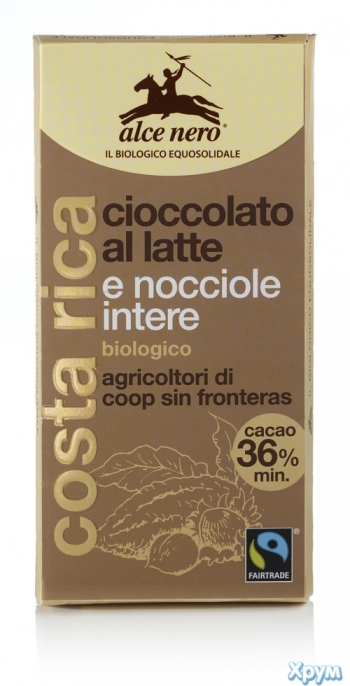 alce nero®
IL BIOLOGICO EQUOSOLIDALE
costa rica
cioccolato
al latte
e nocciole
intere
biologico
agricoltori di
coop sin fronteras
cacao
36%
min.
FAIRTRADE
Хрум